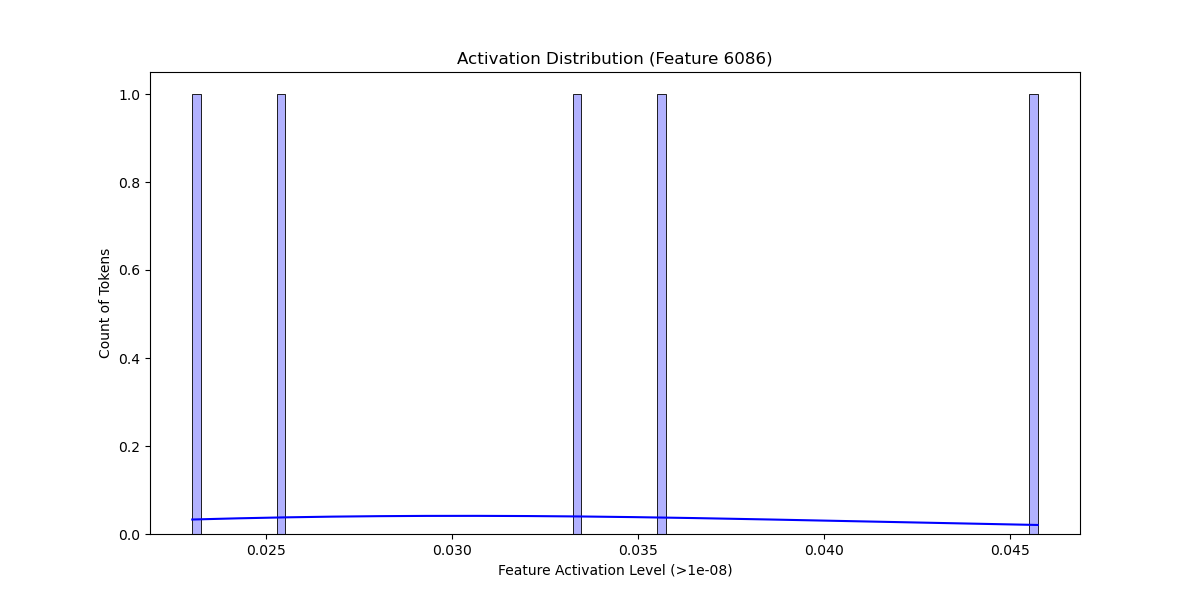 Activation Distribution (Feature 6086)
1.0
0.8
0.6
0.4
0.2
0.0
Count of Tokens
0.025 0.030 0.035 0.040 0.045
Feature Activation Level (>1e-08)